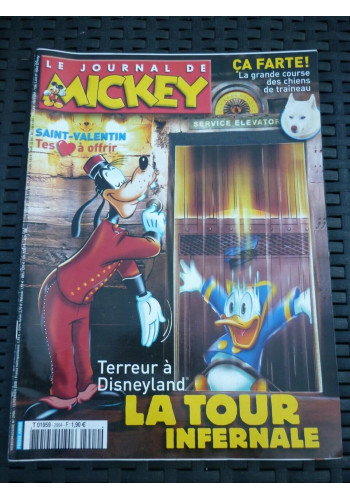 LE JOURNAL DE
MICKEY
ÇA FARTE!
La grande course
des chiens
de traîneau
SERVICE ELEVATOR
SAINT-VALENTIN
Tes à offrir
Terreur à
Disneyland
LA TOUR
INFERNALE
F: 1,90 €